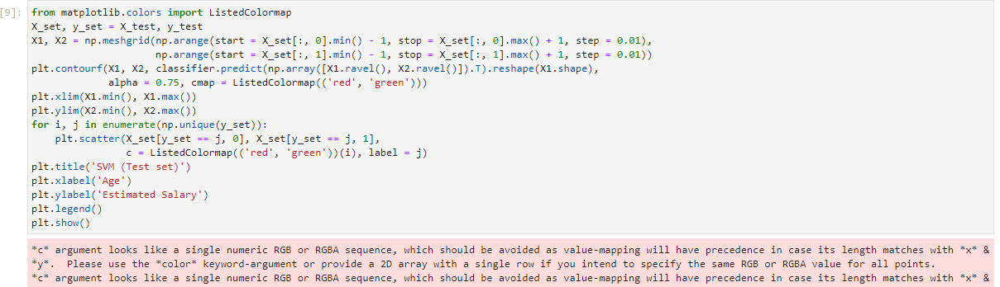 [9]: from matplotlib.colors import ListedColormap
X_set, y_set = X_test, y_test
X1, X2 = np.meshgrid(np.arange(start = X_set[:, 0].min() - 1, stop = X_set[:, 0].max() + 1, step = 0.01),
                     np.arange(start = X_set[:, 1].min() - 1, stop = X_set[:, 1].max() + 1, step = 0.01))
plt.contourf(X1, X2, classifier.predict(np.array([X1.ravel(), X2.ravel()]).T).reshape(X1.shape),
             alpha = 0.75, cmap = ListedColormap(('red', 'green')))
plt.xlim(X1.min(), X1.max())
plt.ylim(X2.min(), X2.max())
for i, j in enumerate(np.unique(y_set)):
    plt.scatter(X_set[y_set == j, 0], X_set[y_set == j, 1],
                c = ListedColormap(('red', 'green'))(i), label = j)
plt.title('SVM (Test set)')
plt.xlabel('Age')
plt.ylabel('Estimated Salary')
plt.legend()
plt.show()
*c* argument looks like a single numeric RGB or RGBA sequence, which should be avoided as value-mapping will have precedence in case its length matches with *x* &
*y*.  Please use the *color* keyword-argument or provide a 2D array with a single row if you intend to specify the same RGB or RGBA value for all points.
*c* argument looks like a single numeric RGB or RGBA sequence, which should be avoided as value-mapping will have precedence in case its length matches with *x* &